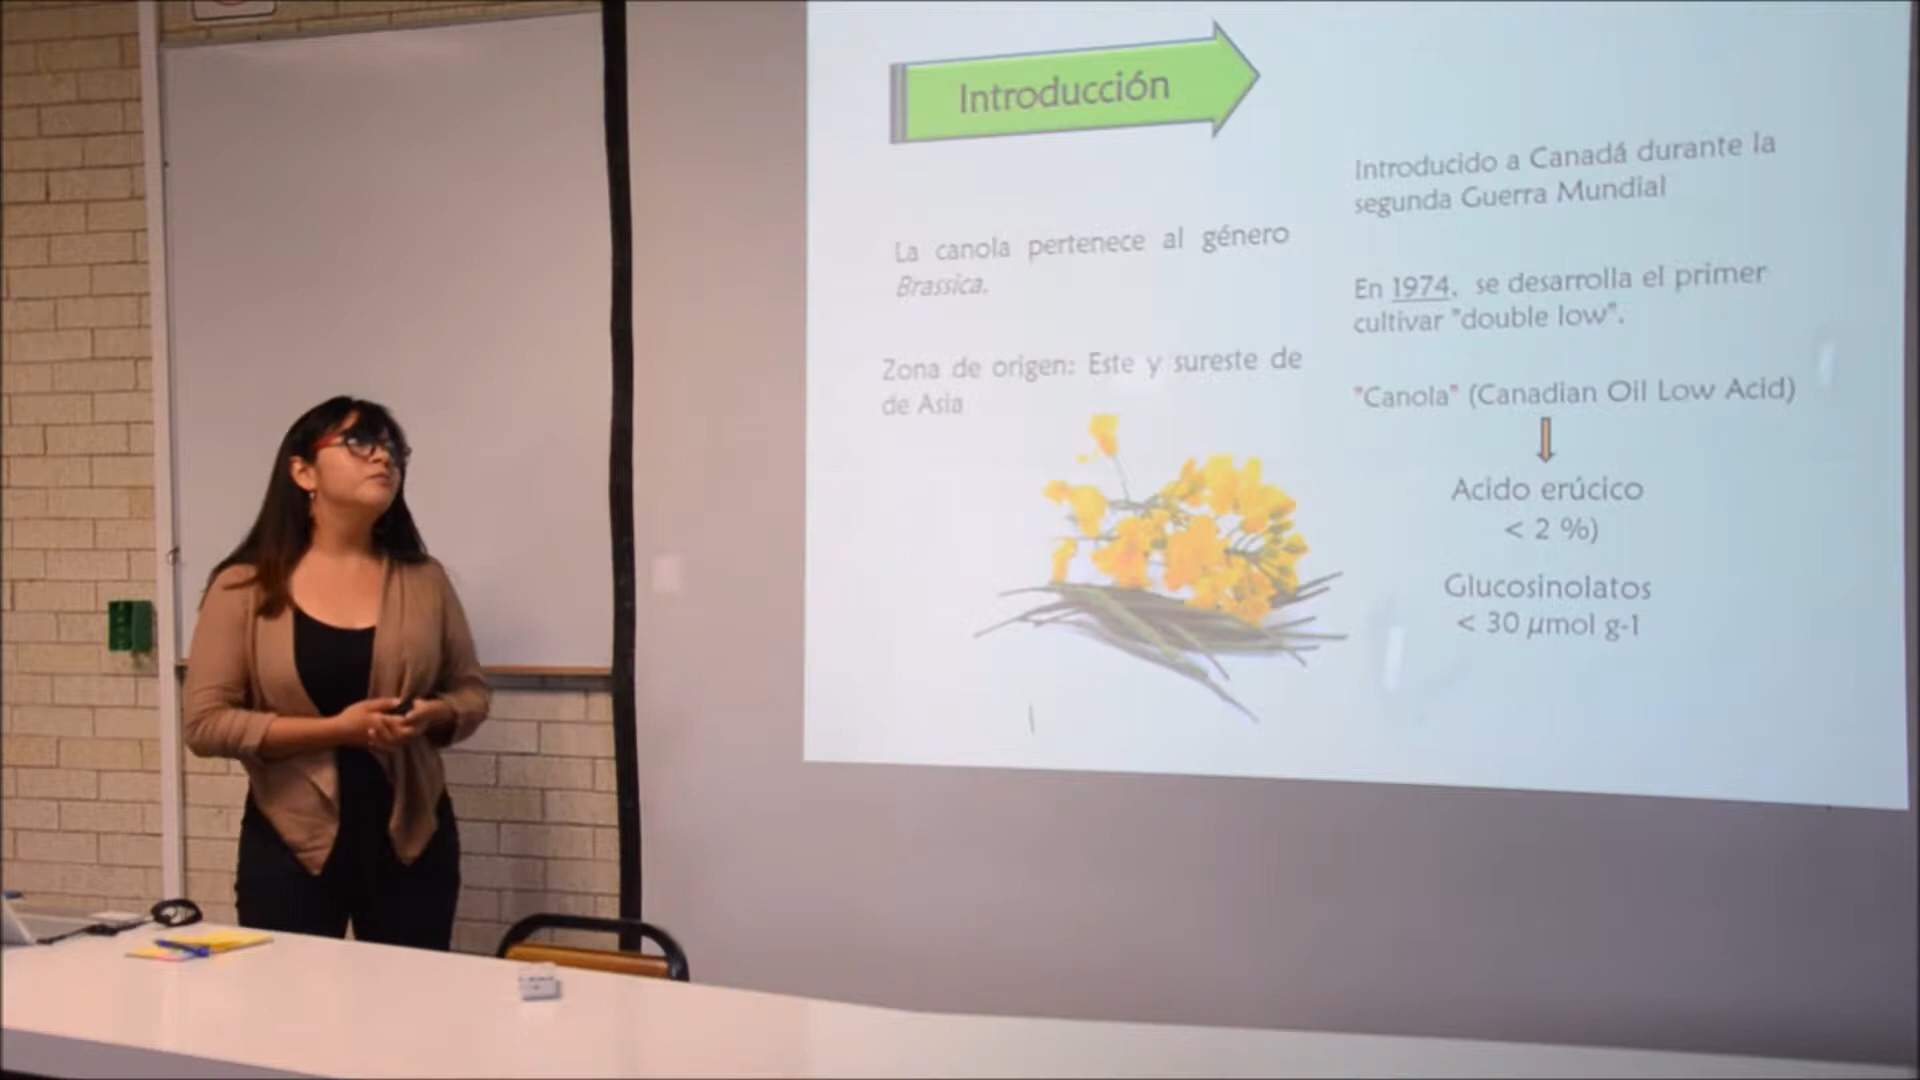 Introducción
La canola pertenece al género
Brassica.
Zona de origen: Este y sureste de
de Asia
Introducido a Canadá durante la
segunda Guerra Mundial
En 1974, se desarrolla el primer
cultivar "double low".
"Canola" (Canadian Oil Low Acid)
Acido erúcico
< 2 %)
Glucosinolatos
< 30 µmol g-1